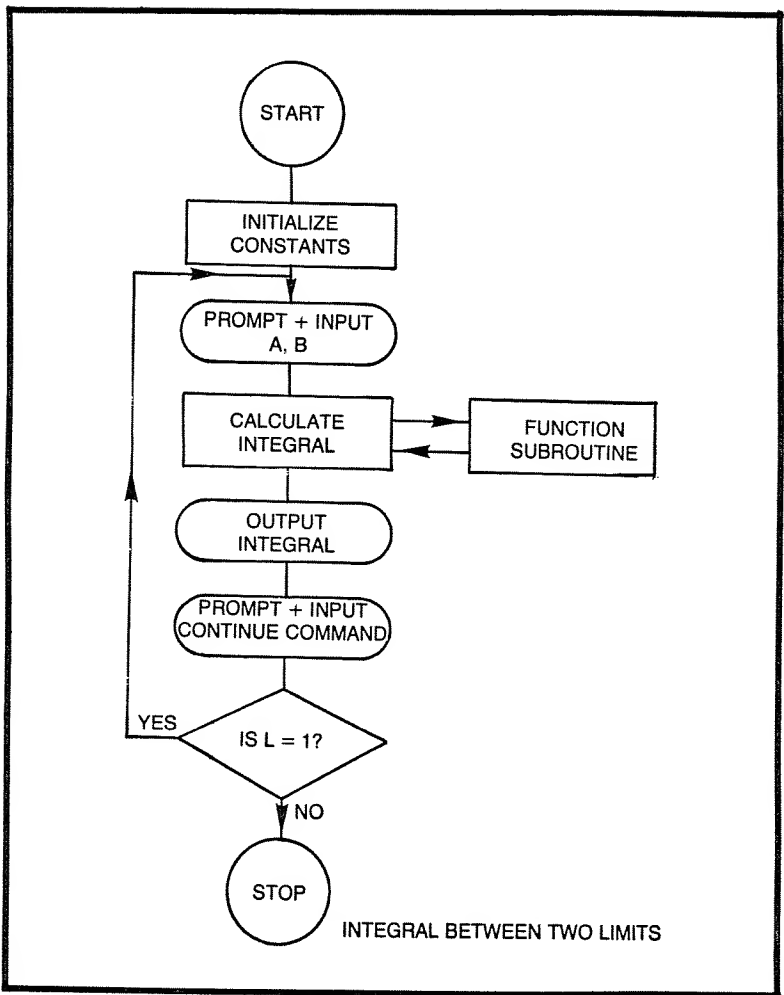 START
INITIALIZE
CONSTANTS
PROMPT + INPUT
A, B
CALCULATE
INTEGRAL
FUNCTION
SUBROUTINE
OUTPUT
INTEGRAL
PROMPT + INPUT
CONTINUE COMMAND
YES
IS L = 1?
NO
STOP
INTEGRAL BETWEEN TWO LIMITS